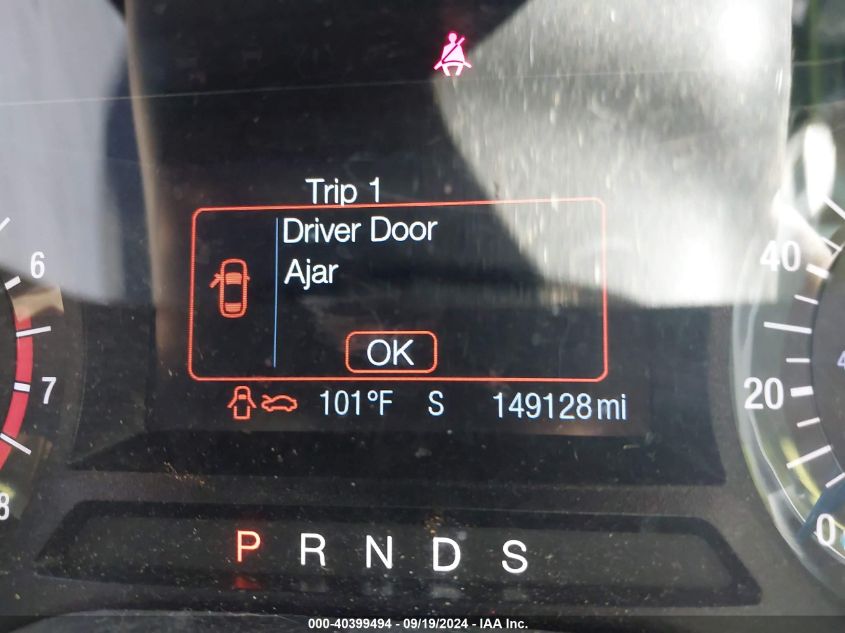 Trip 1
Driver Door
Ajar
OK
101°F S 149128 mi
6
7
8
40
20
0
P R N D S
000-40399494 - 09/19/2024 - IAA Inc.